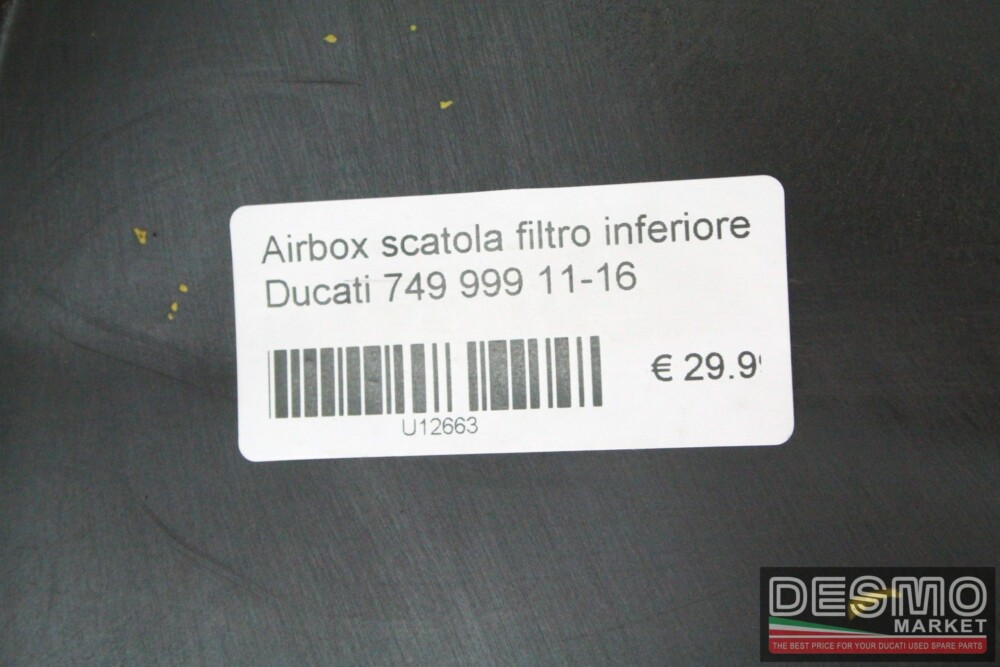 Airbox scatola filtro inferiore
Ducati 749 999 11-16
€ 29.9
U12663
DESMO
MARKET
THE BEST PRICE FOR YOUR DUCATI USED SPARE PARTS